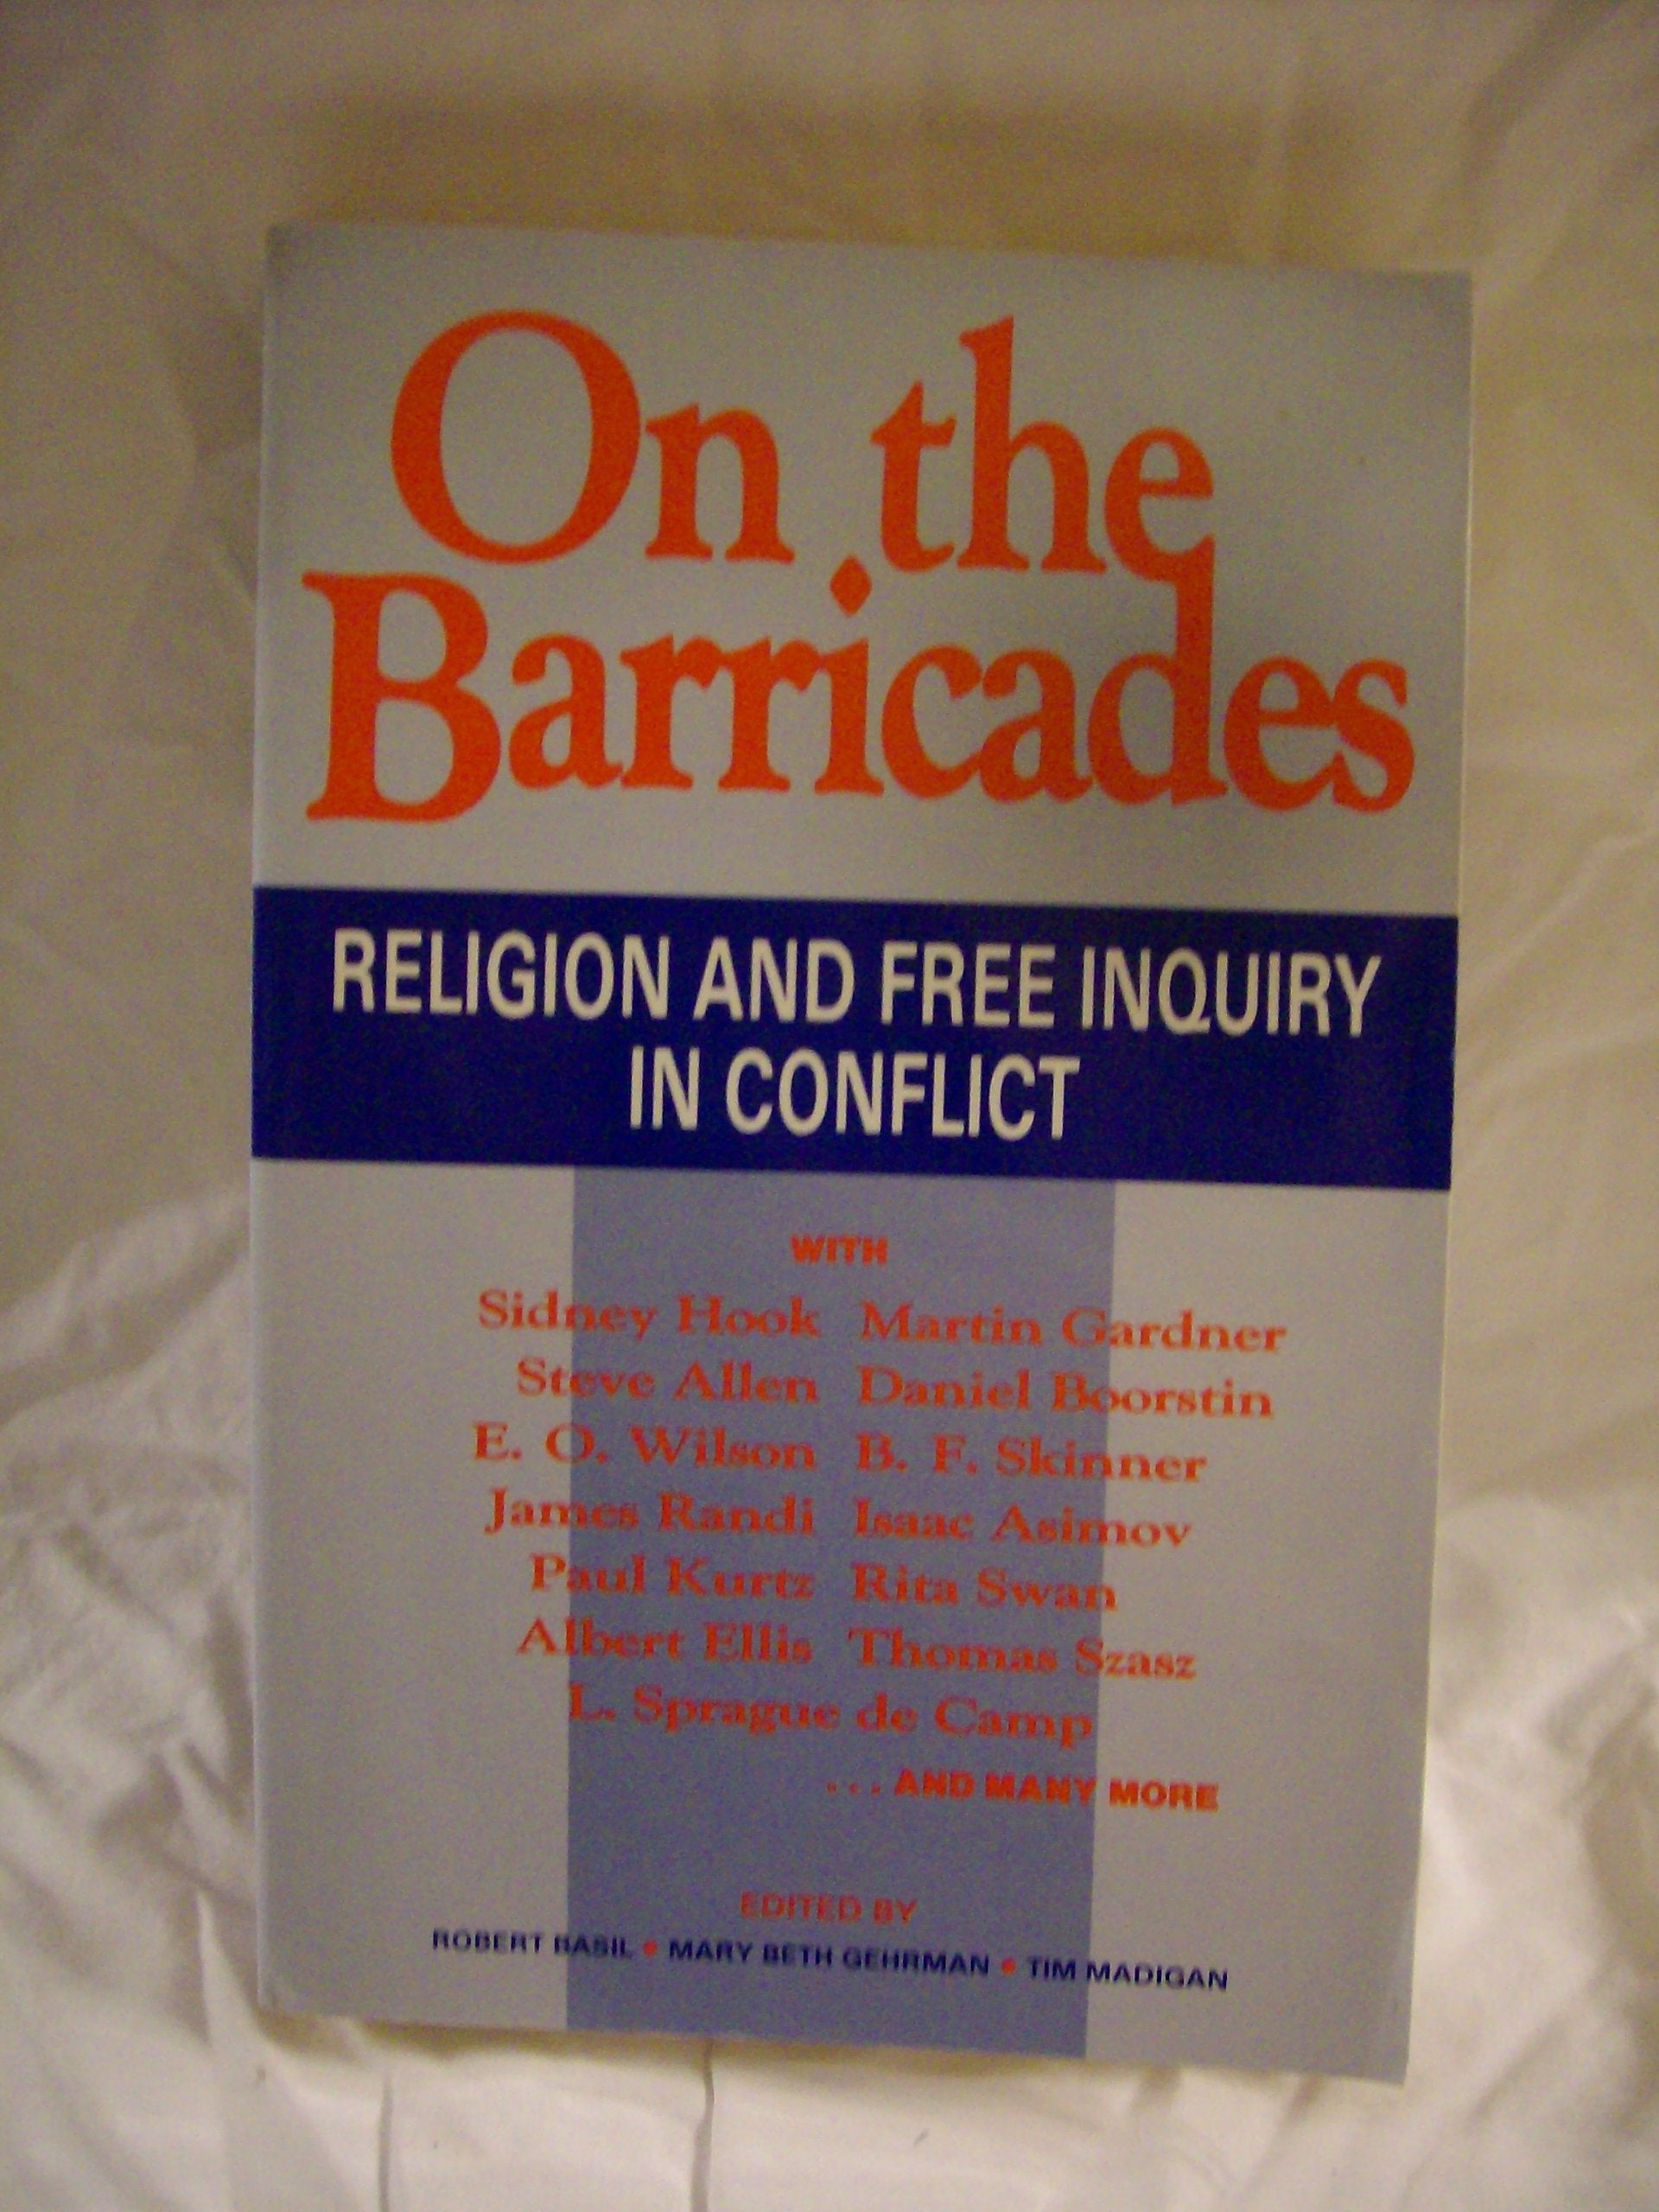 On the
Barricades
RELIGION AND FREE INQUIRY
IN CONFLICT
WITH
Sidney Hook Martin Gardner
Steve Allen Daniel Boorstin
E. O. Wilson B. F. Skinner
James Randi Isaac Asimov
Paul Kurtz Rita Swan
Albert Ellis Thomas Szasz
L. Sprague de Camp
. . . AND MANY MORE
EDITED BY
ROBERT BASIL • MARY BETH GEHRMAN • TIM MADIGAN